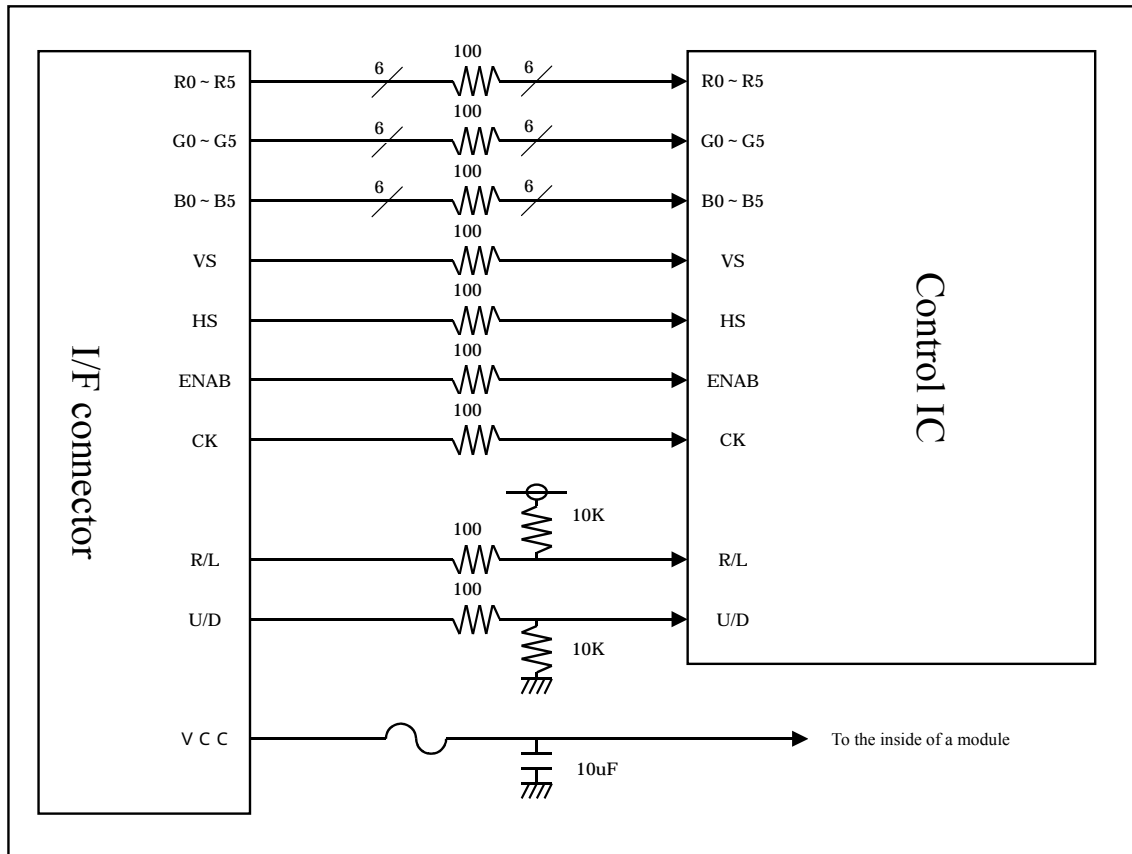 100
R0 ~ R5 6 6 R0 ~ R5
100
G0 ~ G5 6 6 G0 ~ G5
100
B0 ~ B5 6 6 B0 ~ B5
100
VS VS
100
HS HS
100
ENAB ENAB
100
CK CK
I/F connector
Control IC
10K
100
R/L R/L
100
U/D U/D
10K
VCC To the inside of a module
10uF